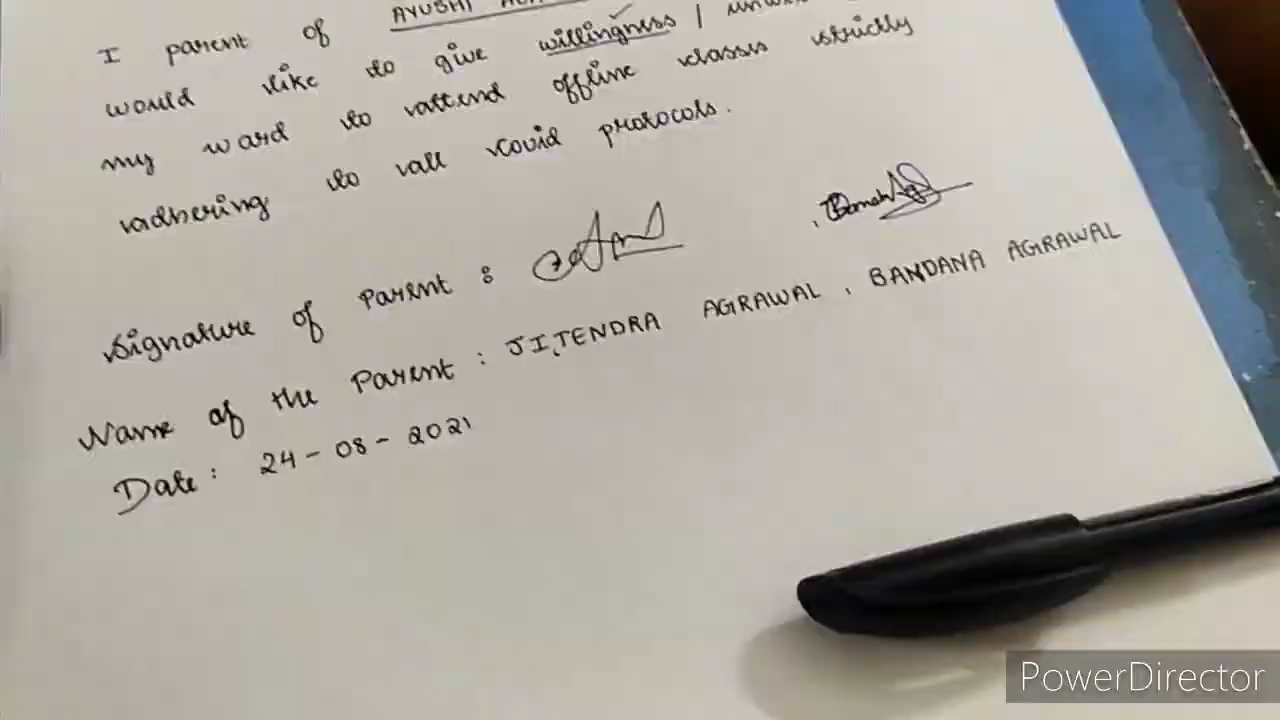 I parent of AYUSHI
would like to give willingness /
my ward to attend offline classes strictly
adhering to all covid protocols.
Signature of Parent :
Name of the Parent : JITENDRA AGRAWAL, BANDANA AGRAWAL
Date : 24-08-2021
PowerDirector